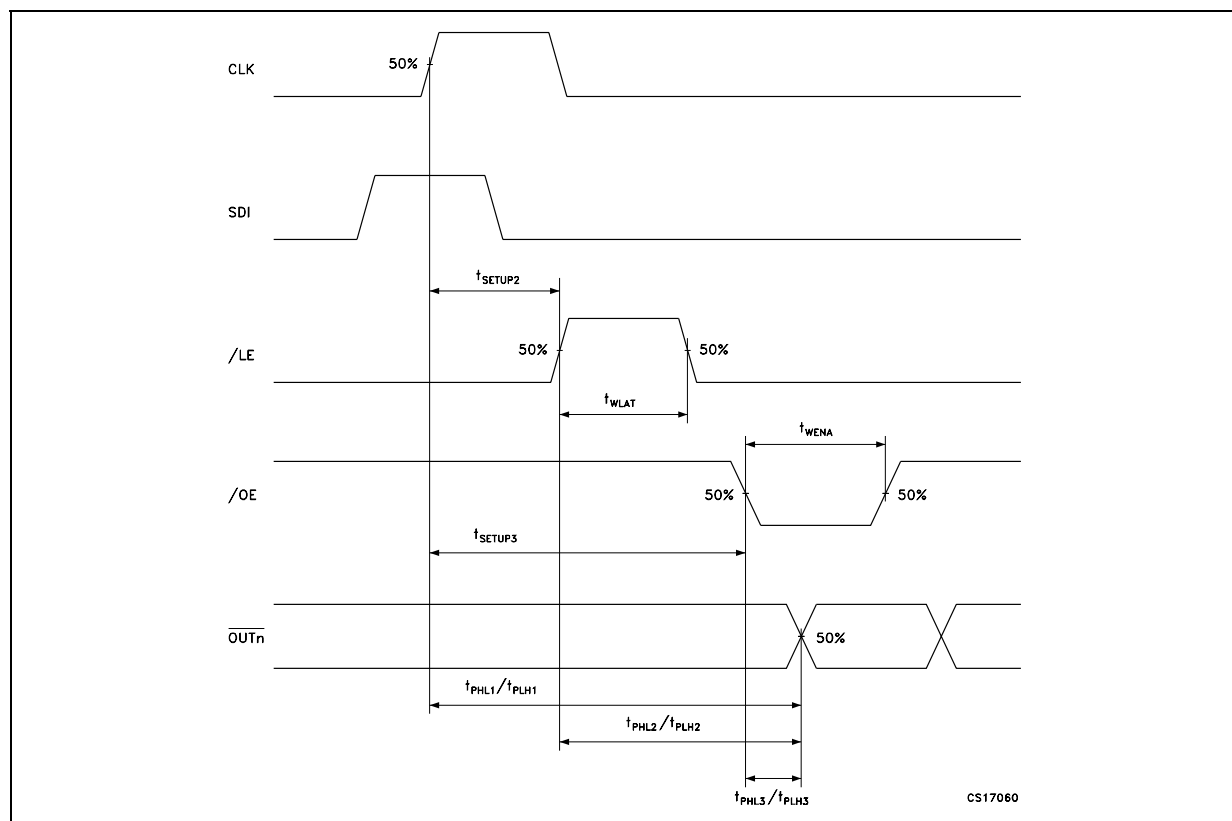 CLK
50%
SDI
tSETUP2
/LE
50%
50%
tWLAT
tWENA
/OE
50%
50%
tSETUP3
OUTn
50%
tPHL1/tPLH1
tPHL2/tPLH2
tPHL3/tPLH3
CS17060